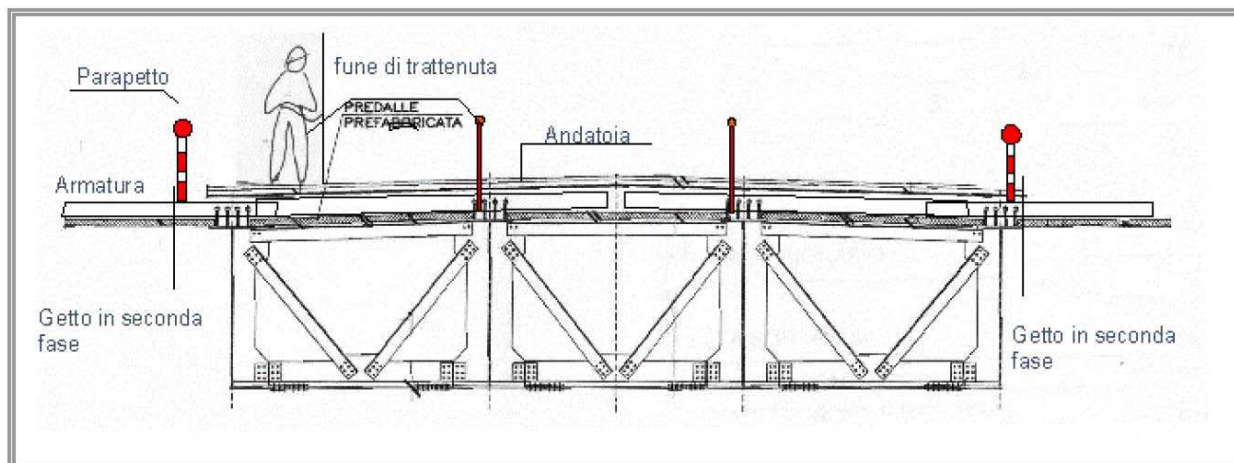 fune di trattenuta
Parapetto
PREDALLE
PREFABBRICATA
Andatoia
Armatura
Getto in seconda
fase
Getto in seconda
fase